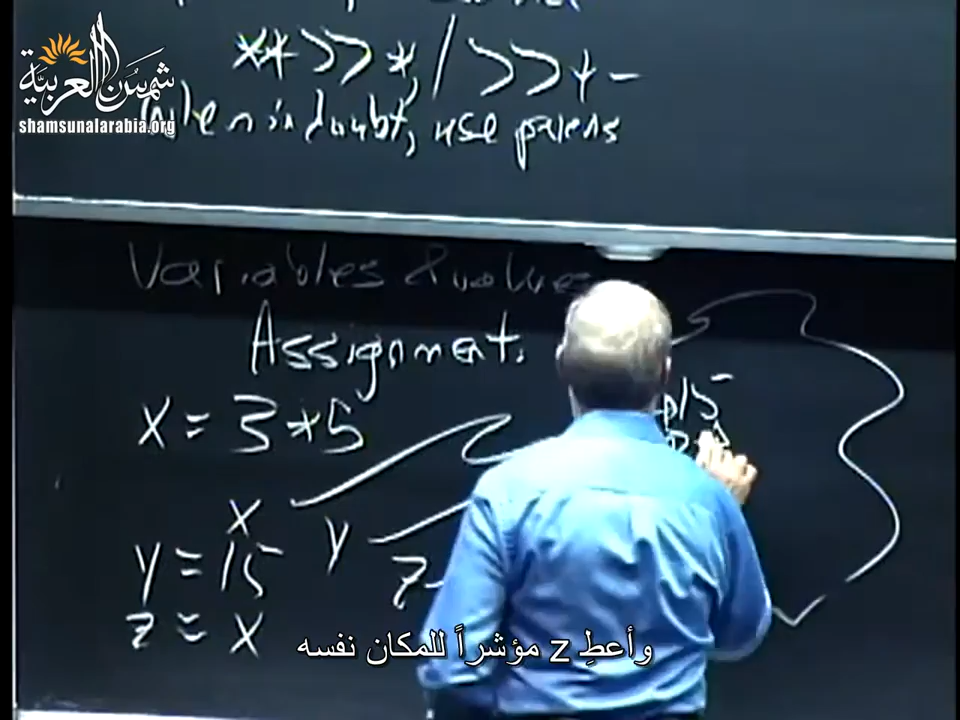 شمس العربية
shamsunalarabia.org
** >> *, / >> + -
When in doubt, use parens
Variables & values
Assignment.
x = 3 * 5
15
x
y
y = 15
z
z = x
وأعطِ z مؤشراً للمكان نفسه